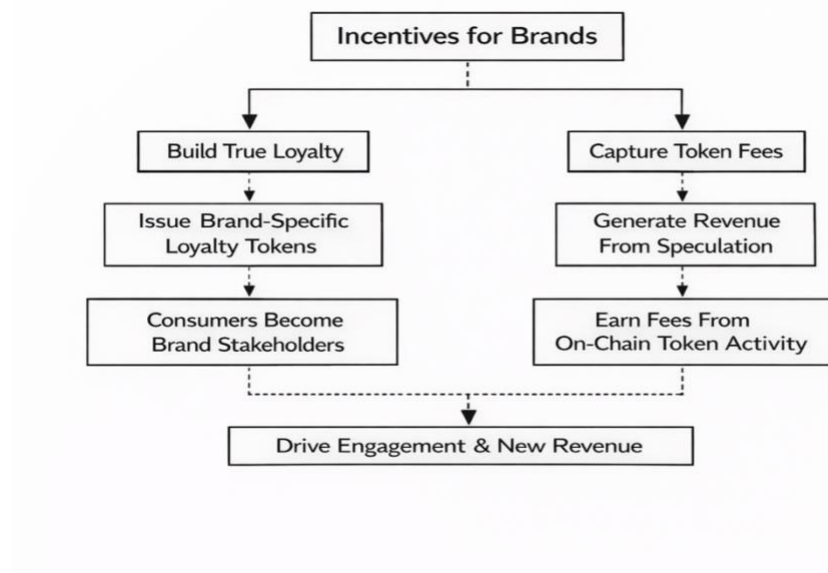 Incentives for Brands
Build True Loyalty
Capture Token Fees
Issue Brand-Specific
Loyalty Tokens
Generate Revenue
From Speculation
Consumers Become
Brand Stakeholders
Earn Fees From
On-Chain Token Activity
Drive Engagement & New Revenue